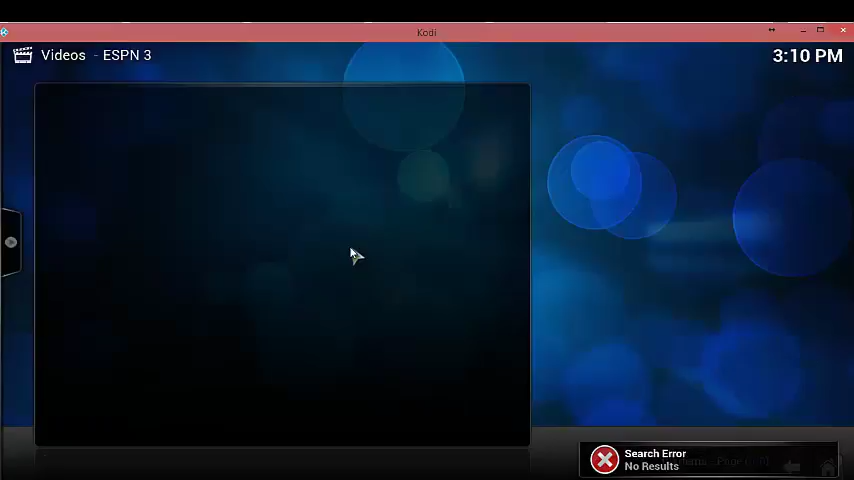 Kodi
Videos - ESPN 3
3:10 PM
Search Error
No Results